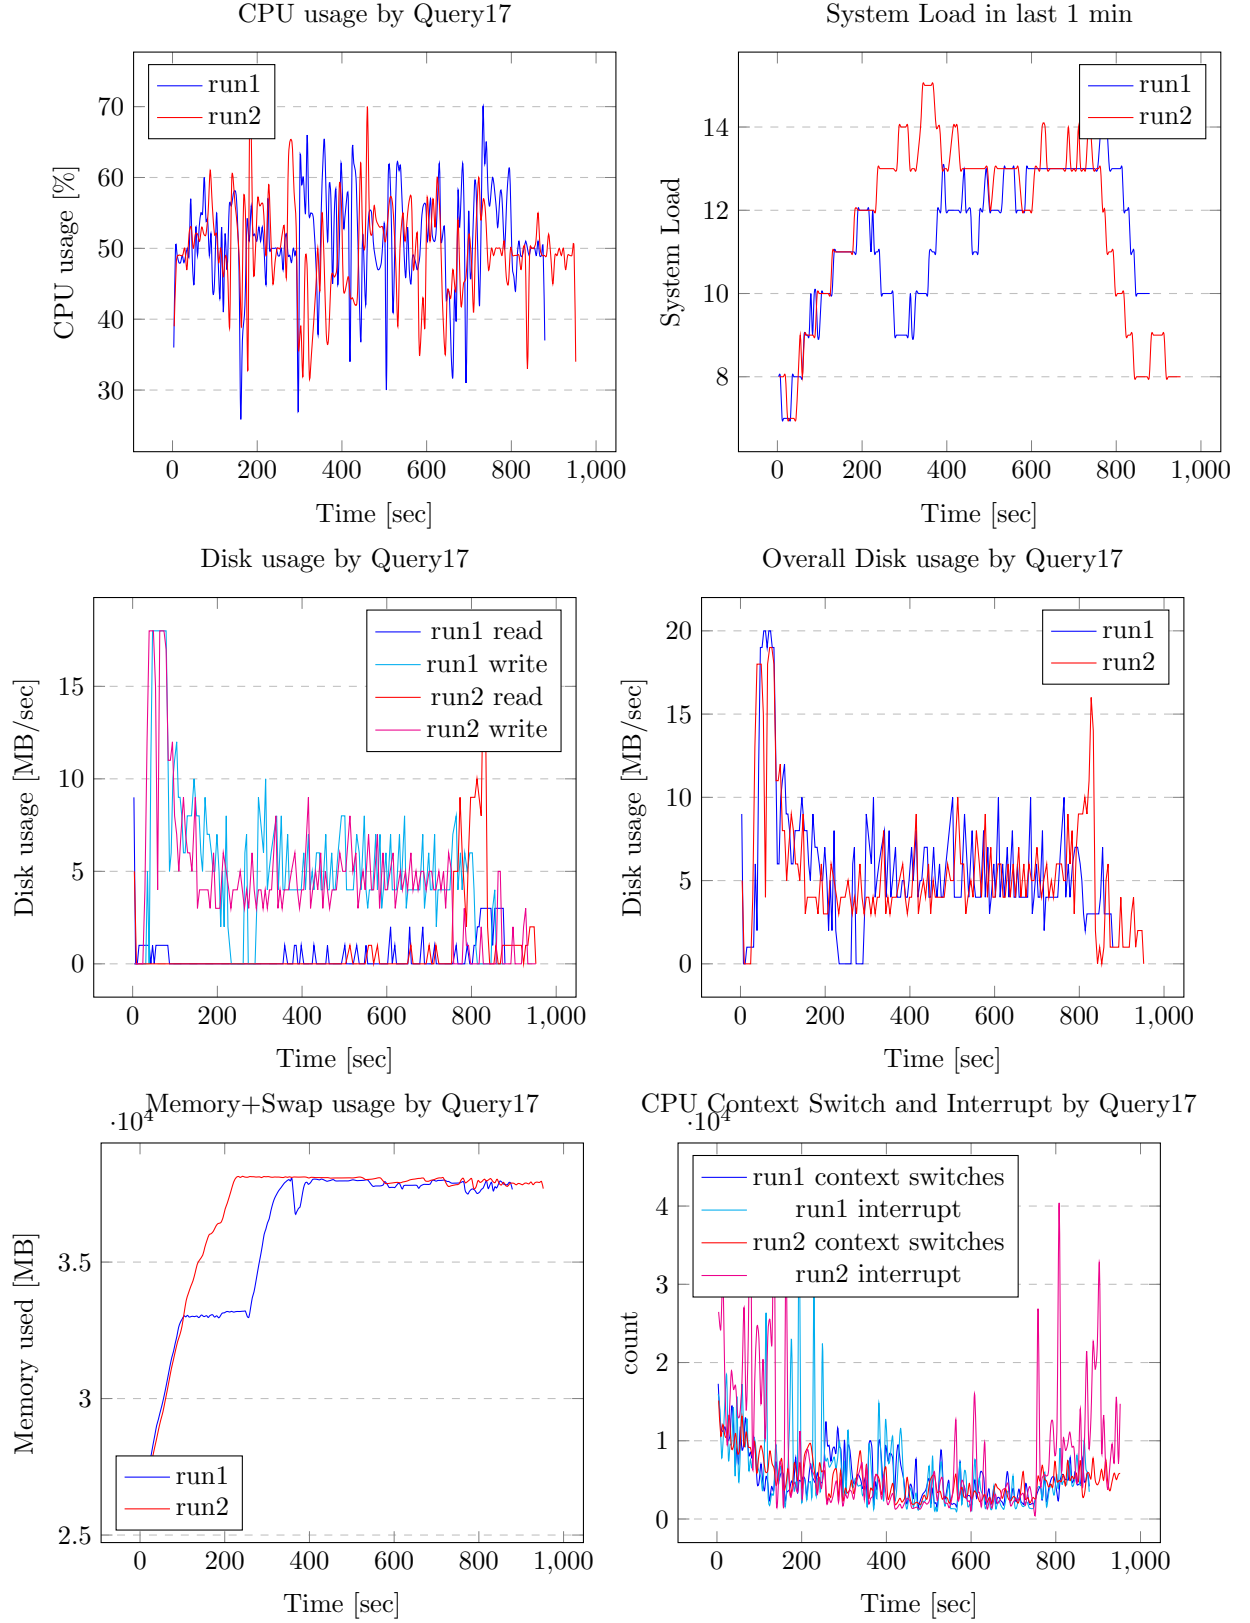 CPU usage by Query17
run1
run2
70
60
50
40
30
CPU usage [%]
0 200 400 600 800 1,000
Time [sec]
System Load in last 1 min
run1
run2
14
12
10
8
System Load
0 200 400 600 800 1,000
Time [sec]
Disk usage by Query17
run1 read
run1 write
run2 read
run2 write
15
10
5
0
Disk usage [MB/sec]
0 200 400 600 800 1,000
Time [sec]
Overall Disk usage by Query17
run1
run2
20
15
10
5
0
Disk usage [MB/sec]
0 200 400 600 800 1,000
Time [sec]
Memory+Swap usage by Query17
·10⁴
3.5
3
2.5
Memory used [MB]
run1
run2
0 200 400 600 800 1,000
Time [sec]
CPU Context Switch and Interrupt by Query17
·10⁴
run1 context switches
run1 interrupt
run2 context switches
run2 interrupt
4
3
2
1
0
count
0 200 400 600 800 1,000
Time [sec]